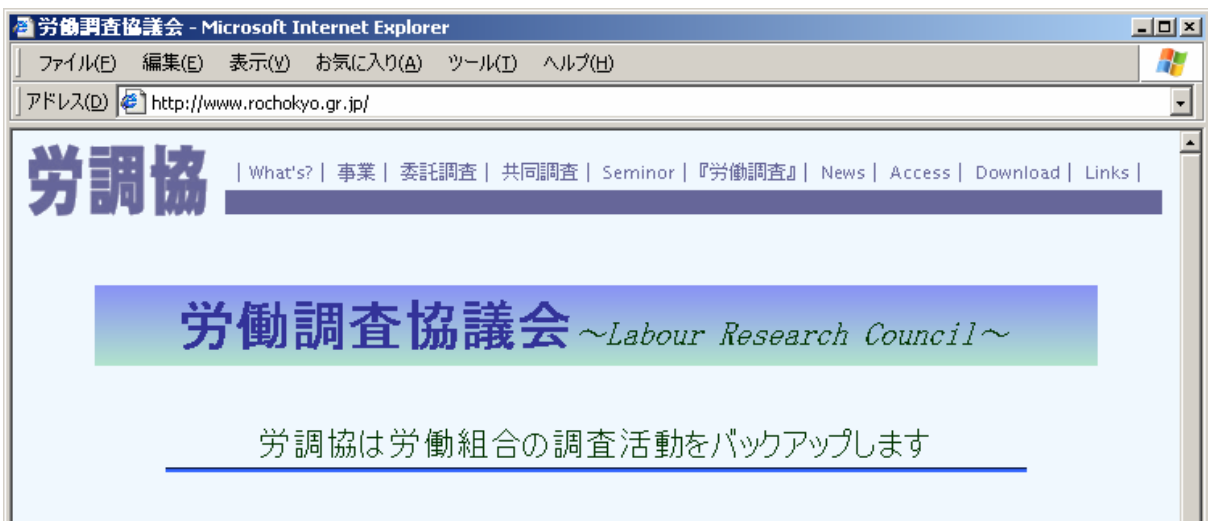 労働調査協議会 - Microsoft Internet Explorer
ファイル(F) 編集(E) 表示(V) お気に入り(A) ツール(T) ヘルプ(H)
アドレス(D) http://www.rochokyo.gr.jp/
労調協
| What's? | 事業 | 委託調査 | 共同調査 | Seminor | 『労働調査』 | News | Access | Download | Links |
労働調査協議会 ～Labour Research Council～
労調協は労働組合の調査活動をバックアップします